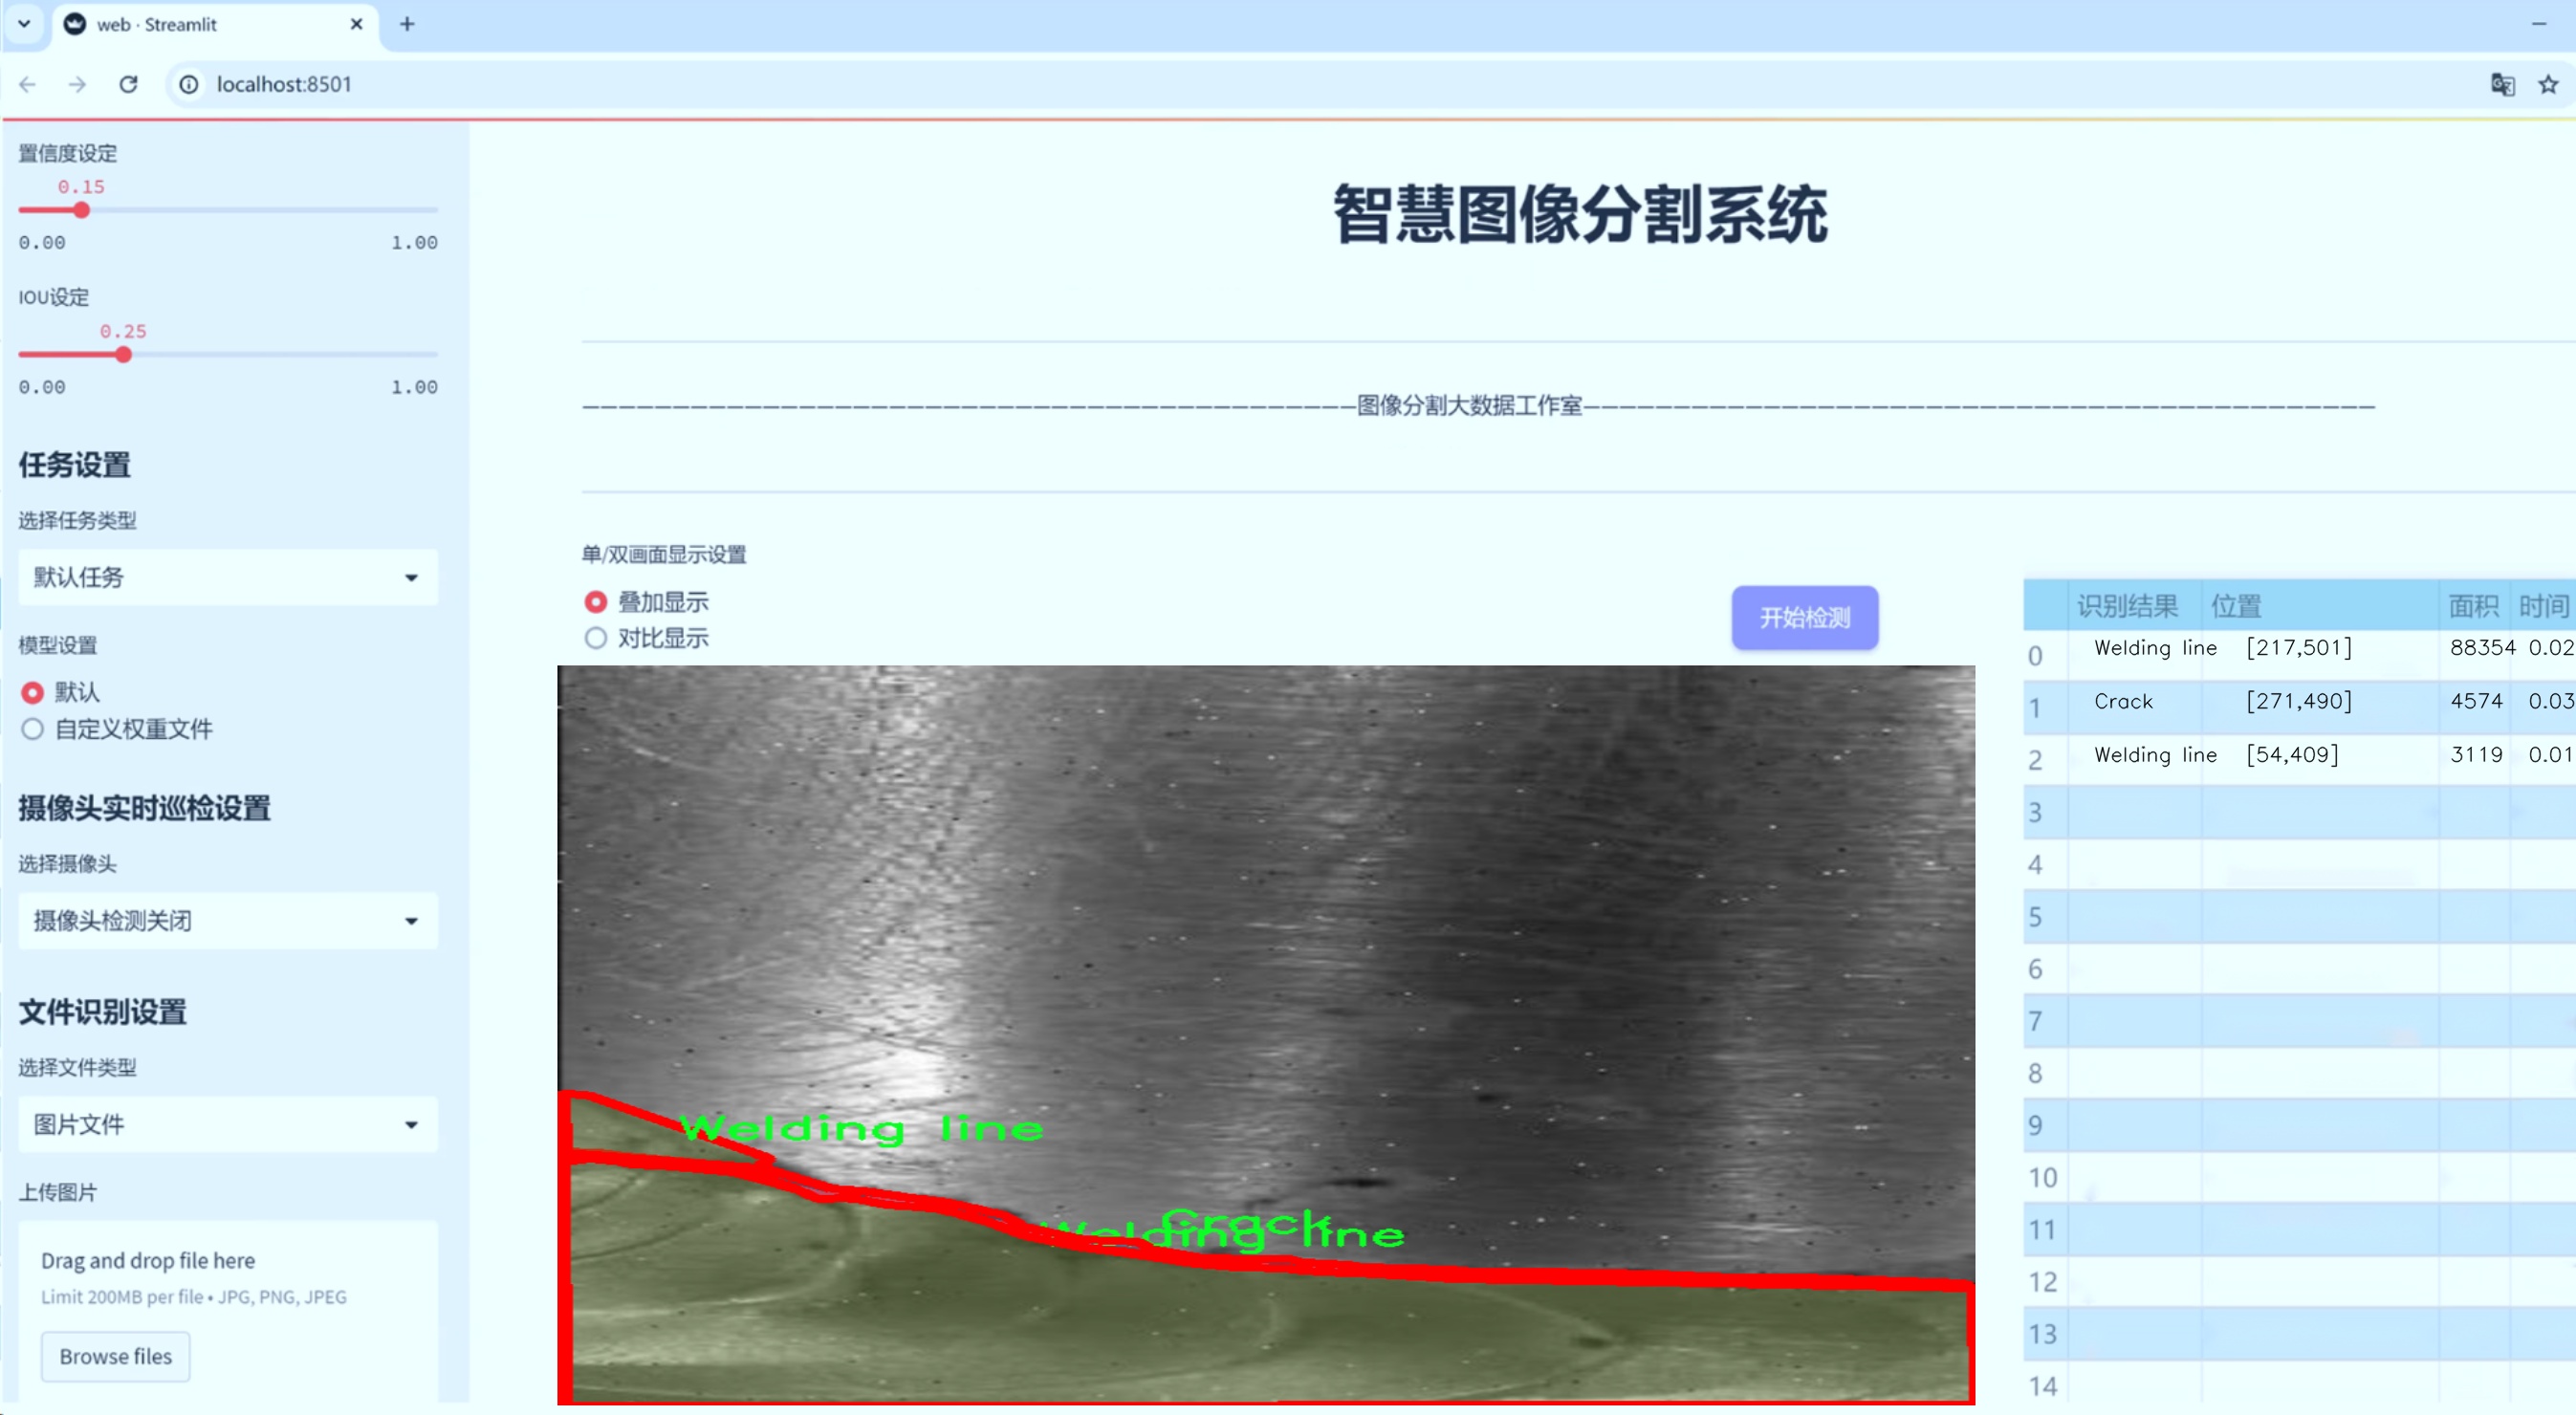 web · Streamlit
localhost:8501
置信度设定
0.15
0.00 1.00
IOU设定
0.25
0.00 1.00
任务设置
选择任务类型
默认任务
模型设置
默认
自定义权重文件
摄像头实时巡检设置
选择摄像头
摄像头检测关闭
文件识别设置
选择文件类型
图片文件
上传图片
Drag and drop file here
Limit 200MB per file • JPG, PNG, JPEG
Browse files
智慧图像分割系统
图像分割大数据工作室
单/双画面显示设置
叠加显示
对比显示
开始检测
Welding line
Crack
Welding line
识别结果 位置 面积 时间
0 Welding line [217,501] 88354 0.02
1 Crack [271,490] 4574 0.03
2 Welding line [54,409] 3119 0.01
3
4
5
6
7
8
9
10
11
12
13
14